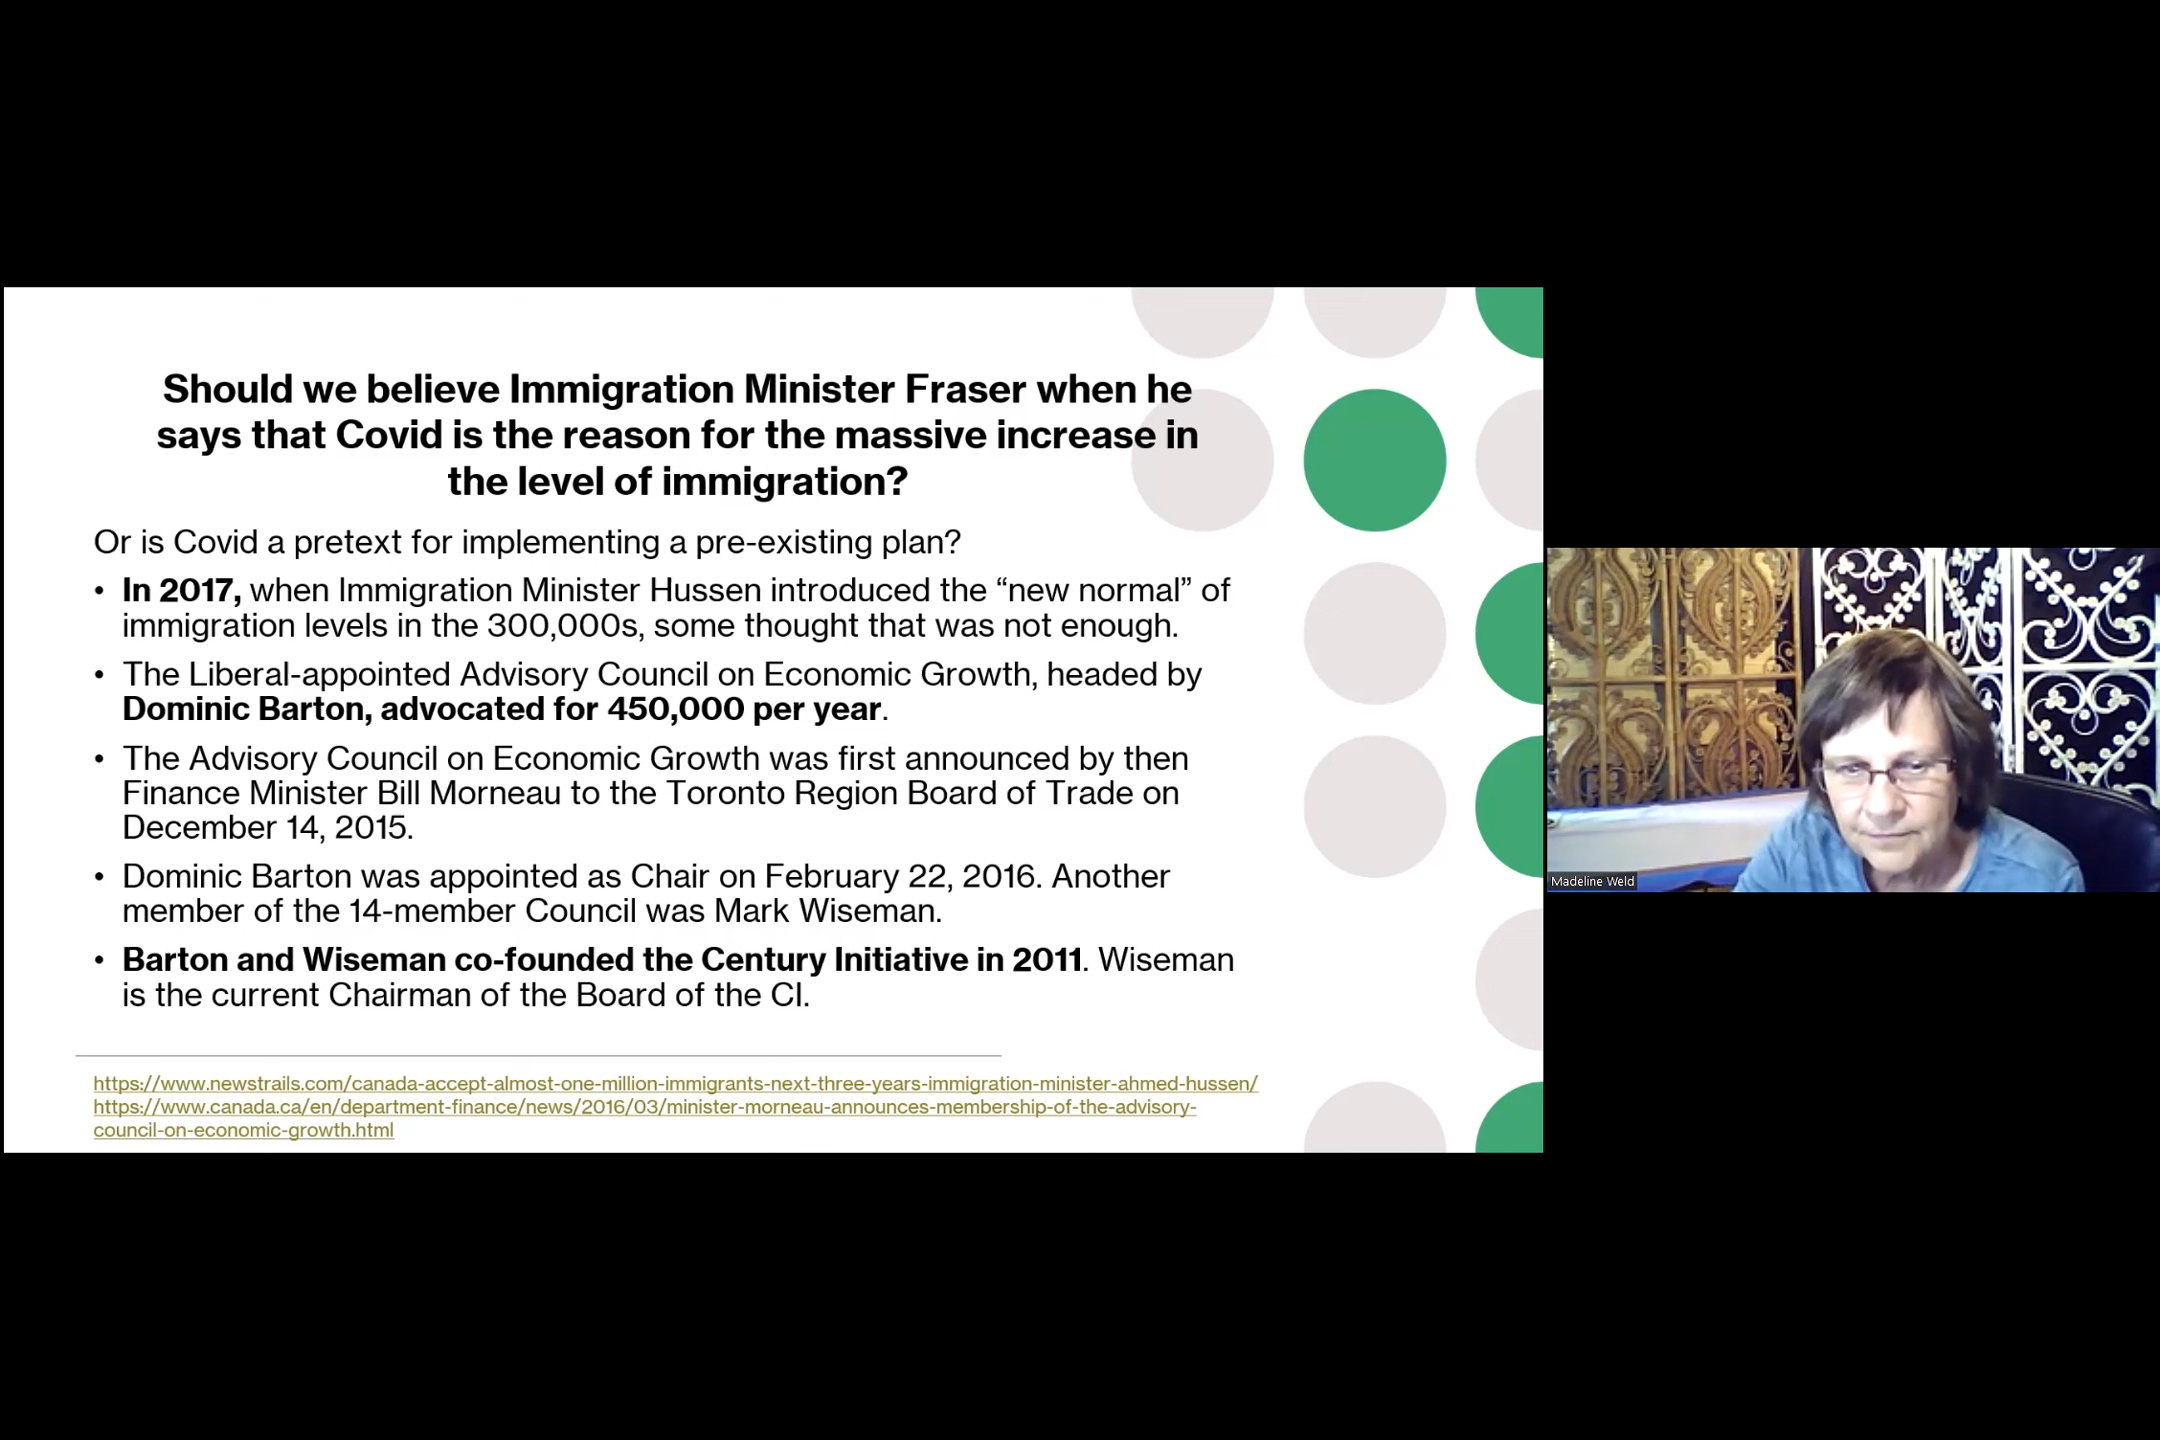 Should we believe Immigration Minister Fraser when he
says that Covid is the reason for the massive increase in
the level of immigration?
Or is Covid a pretext for implementing a pre-existing plan?
• In 2017, when Immigration Minister Hussen introduced the “new normal” of
immigration levels in the 300,000s, some thought that was not enough.
• The Liberal-appointed Advisory Council on Economic Growth, headed by
Dominic Barton, advocated for 450,000 per year.
• The Advisory Council on Economic Growth was first announced by then
Finance Minister Bill Morneau to the Toronto Region Board of Trade on
December 14, 2015.
• Dominic Barton was appointed as Chair on February 22, 2016. Another
member of the 14-member Council was Mark Wiseman.
• Barton and Wiseman co-founded the Century Initiative in 2011. Wiseman
is the current Chairman of the Board of the CI.
https://www.newstrails.com/canada-accept-almost-one-million-immigrants-next-three-years-immigration-minister-ahmed-hussen/
https://www.canada.ca/en/department-finance/news/2016/03/minister-morneau-announces-membership-of-the-advisory-
council-on-economic-growth.html
Madeline Weld